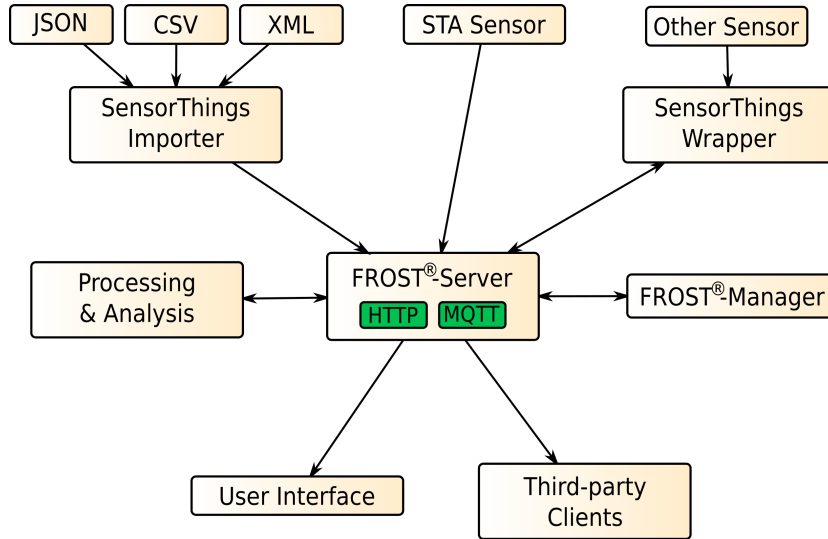 JSON
CSV
XML
STA Sensor
Other Sensor
SensorThings
Importer
SensorThings
Wrapper
Processing
& Analysis
FROST®-Server
HTTP
MQTT
FROST®-Manager
User Interface
Third-party
Clients